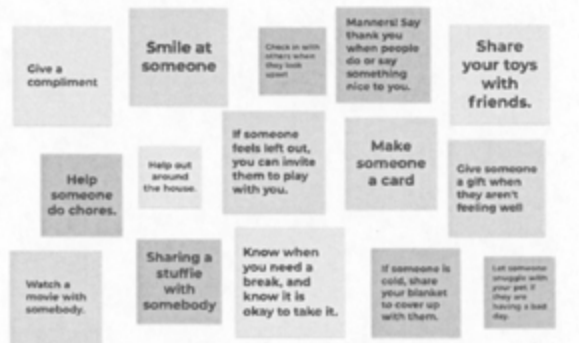 Give a
compliment
Smile at
someone
Check in with
others when
they look
upset
Manners! Say
thank you
when people
do or say
something
nice to you.
Share
your toys
with
friends.
Help
someone
do chores.
Help out
around
the house.
If someone
feels left out,
you can invite
them to play
with you.
Make
someone
a card
Give someone
a gift when
they aren't
feeling well
Watch a
movie with
somebody.
Sharing a
stuffie
with
somebody
Know when
you need a
break, and
know it is
okay to take it.
If someone is
cold, share
your blanket
to cover up
with them.
Let someone
snuggle with
your pet if
they are
having a bad
day.